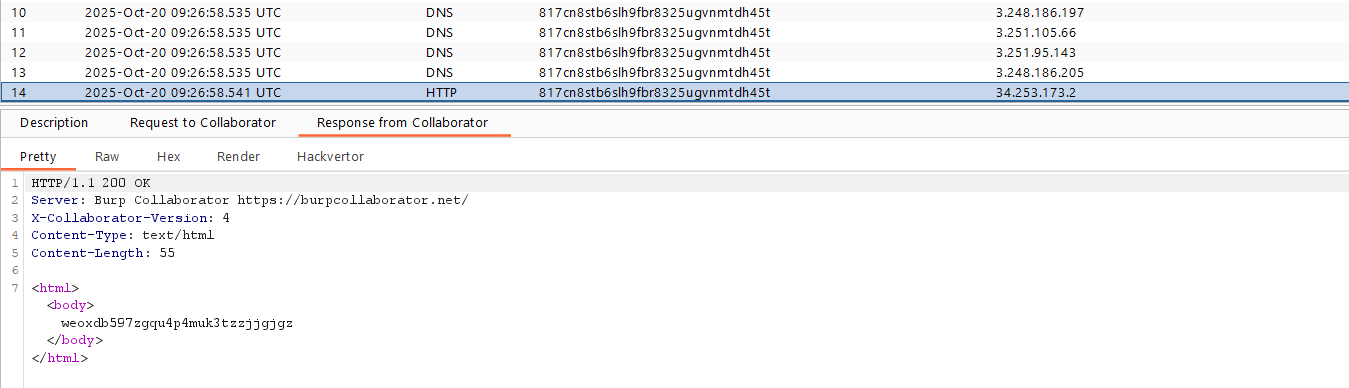 10 2025-Oct-20 09:26:58.535 UTC DNS 817cn8stb6slh9fbr8325ugvnmtdh45t 3.248.186.197
11 2025-Oct-20 09:26:58.535 UTC DNS 817cn8stb6slh9fbr8325ugvnmtdh45t 3.251.105.66
12 2025-Oct-20 09:26:58.535 UTC DNS 817cn8stb6slh9fbr8325ugvnmtdh45t 3.251.95.143
13 2025-Oct-20 09:26:58.535 UTC DNS 817cn8stb6slh9fbr8325ugvnmtdh45t 3.248.186.205
14 2025-Oct-20 09:26:58.541 UTC HTTP 817cn8stb6slh9fbr8325ugvnmtdh45t 34.253.173.2
Description Request to Collaborator Response from Collaborator
Pretty Raw Hex Render Hackvertor
1 HTTP/1.1 200 OK
2 Server: Burp Collaborator https://burpcollaborator.net/
3 X-Collaborator-Version: 4
4 Content-Type: text/html
5 Content-Length: 55
6
7 <html>
<body>
weoxdb597zgqu4p4muk3tzzjjgjgz
</body>
</html>